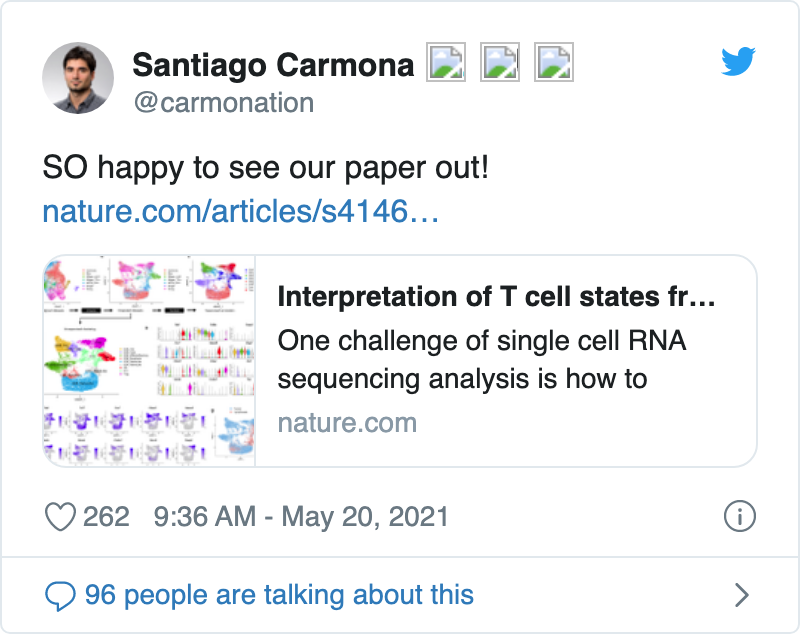 Santiago Carmona
@carmonation
SO happy to see our paper out!
nature.com/articles/s4146…
Interpretation of T cell states fr…
One challenge of single cell RNA
sequencing analysis is how to
nature.com
262 9:36 AM - May 20, 2021
96 people are talking about this